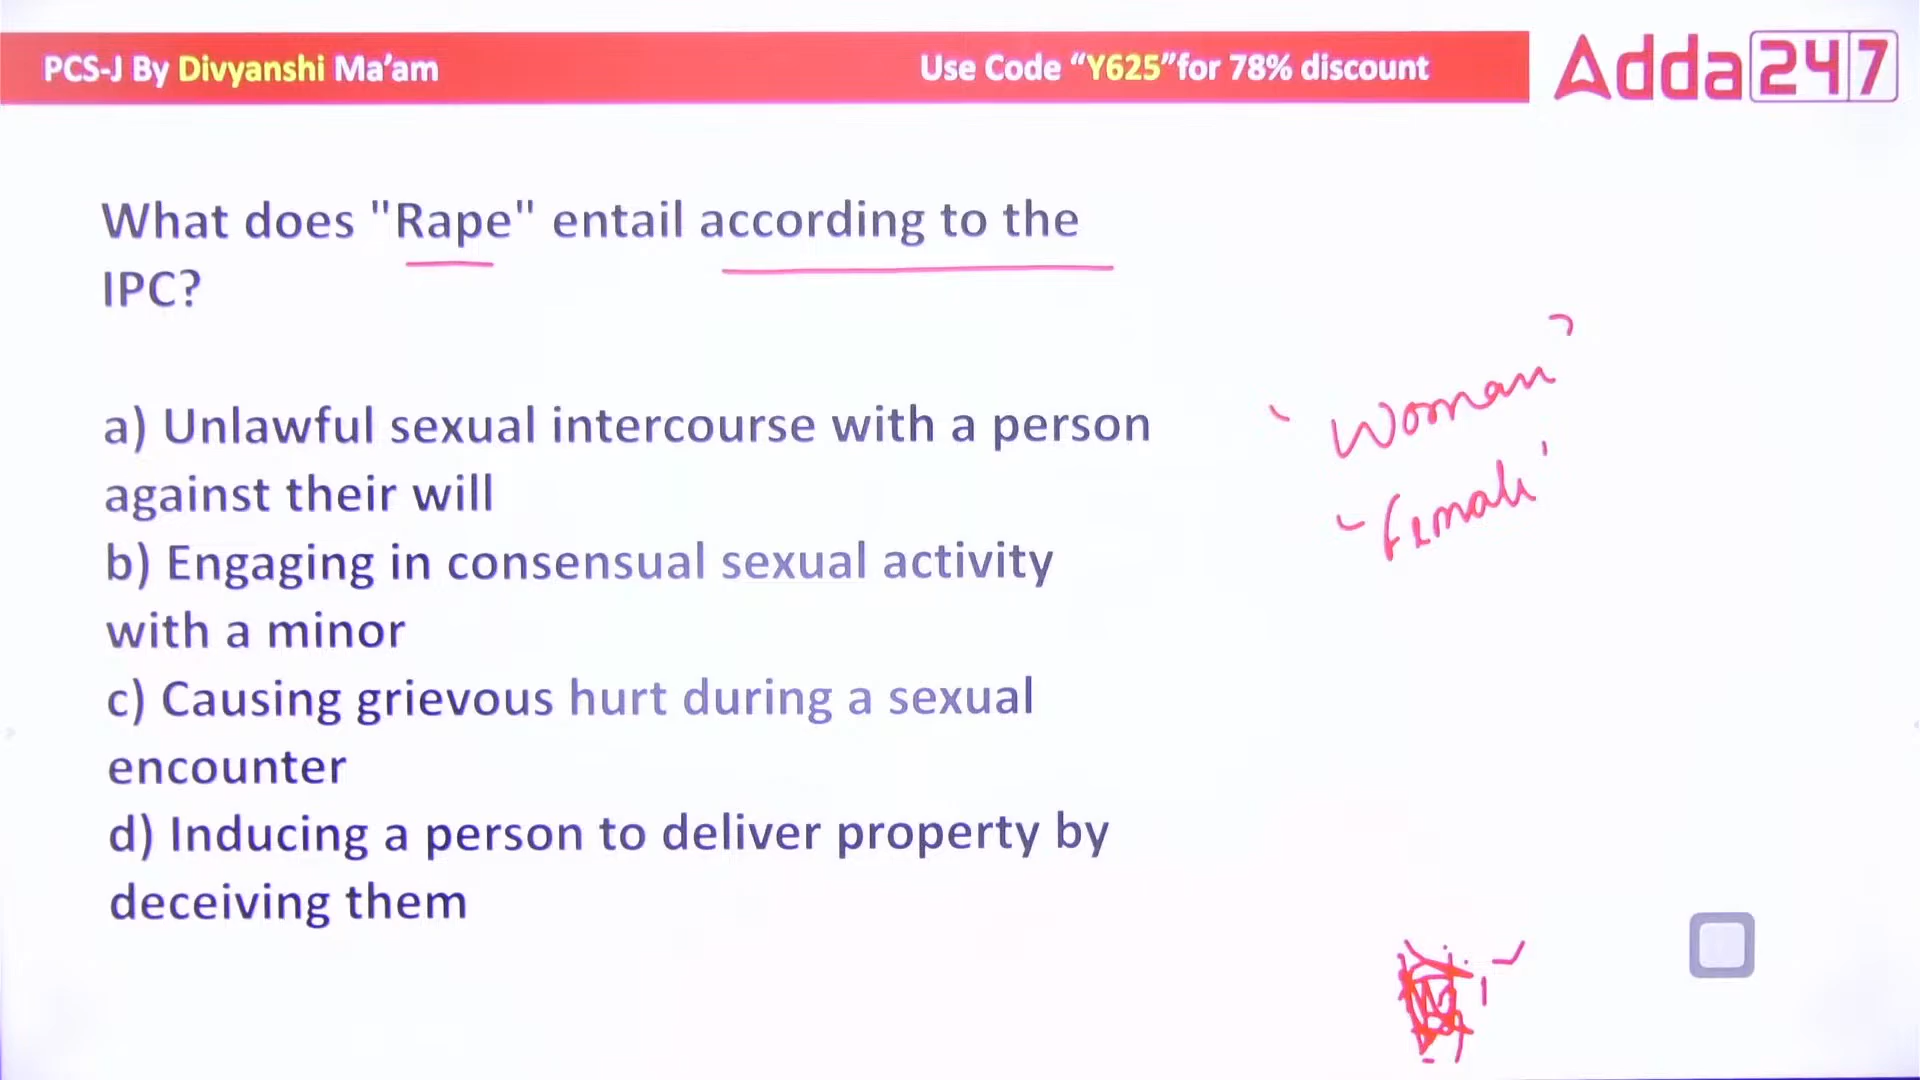 PCS-J By Divyanshi Ma’am
Use Code “Y625”for 78% discount
Adda247
What does "Rape" entail according to the
IPC?
a) Unlawful sexual intercourse with a person
against their will
b) Engaging in consensual sexual activity
with a minor
c) Causing grievous hurt during a sexual
encounter
d) Inducing a person to deliver property by
deceiving them
‘Woman’
‘female’